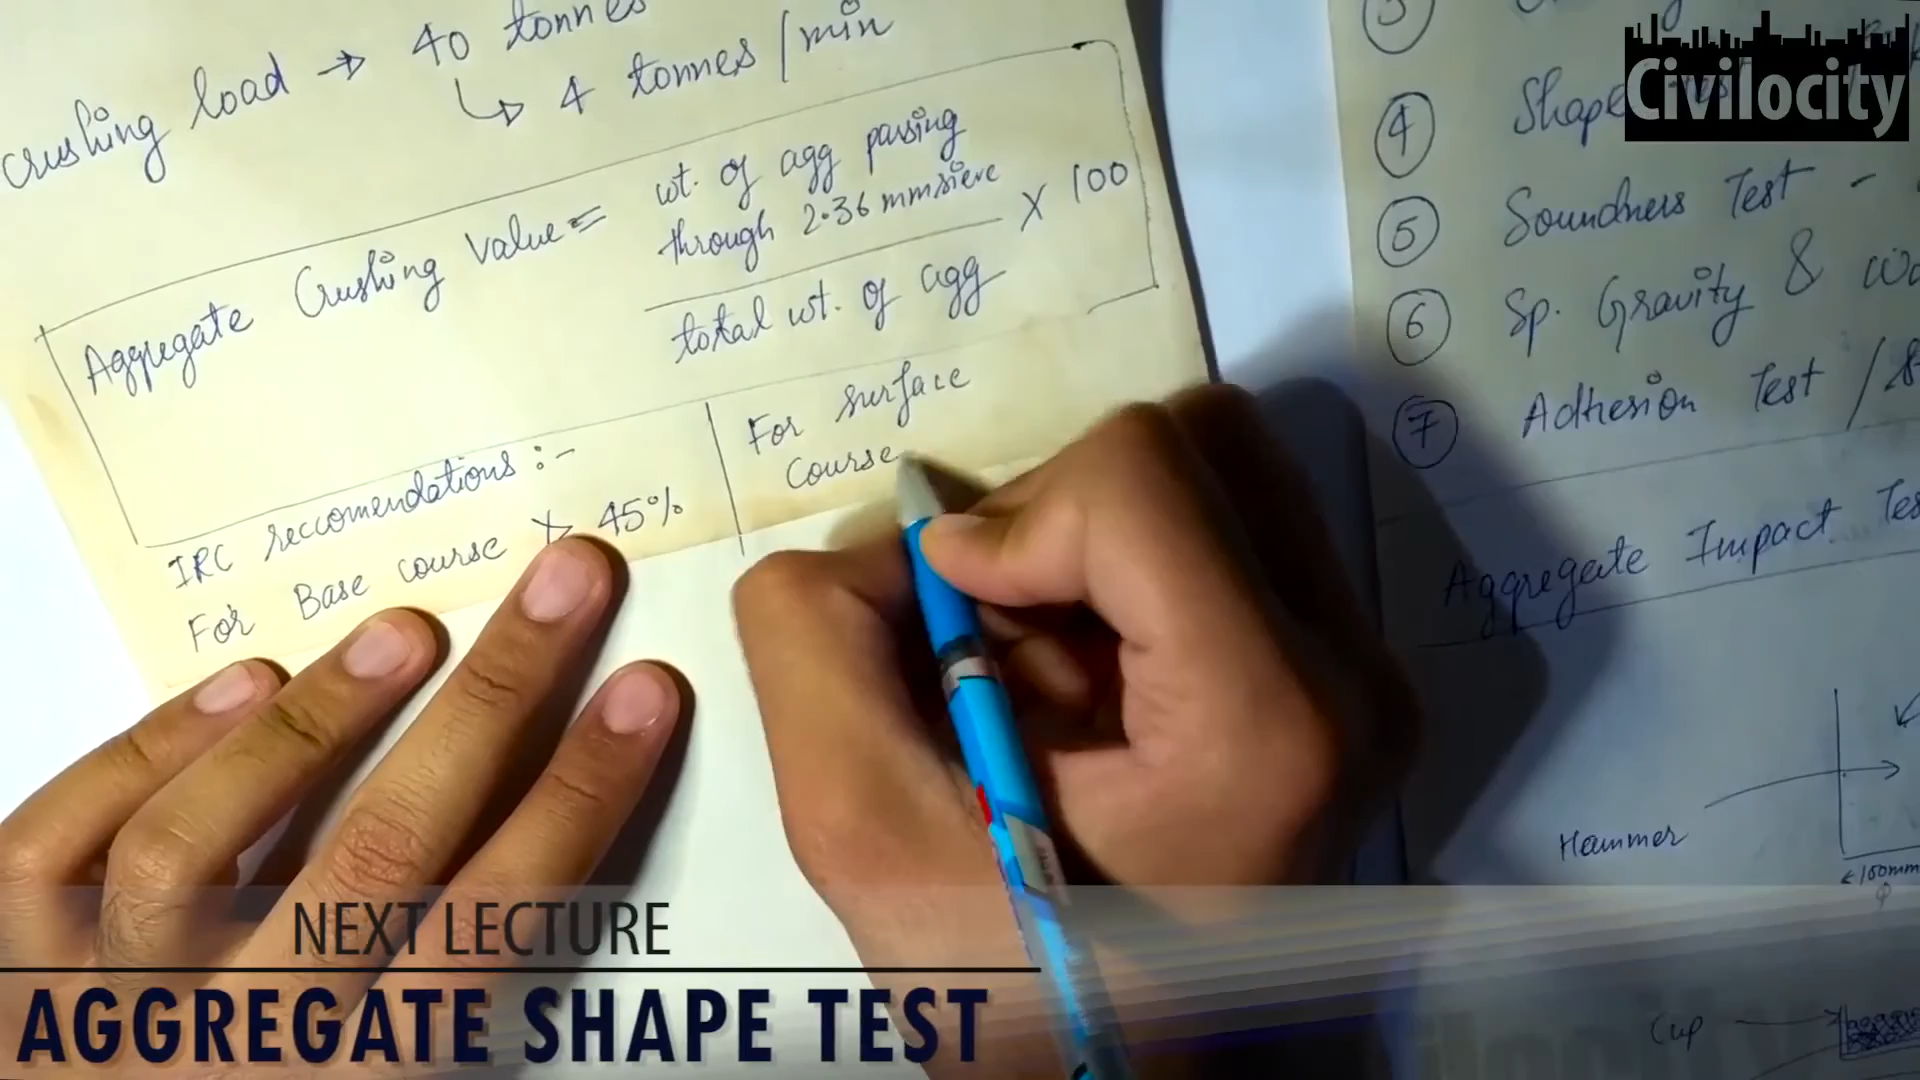 crushing load → 40 tonnes
↳ 4 tonnes / min
Aggregate Crushing Value = wt. of agg passing
through 2.36 mm sieve
× 100
total wt. of agg
IRC reccomendations :-
For Base course ≯ 45%
For surface
Course
3
4 Shape Test
5 Soundness Test -
6 Sp. Gravity &
7 Adhesion Test /
Aggregate Impact
Hammer
150mm
Cup
Civilocity
NEXT LECTURE
AGGREGATE SHAPE TEST